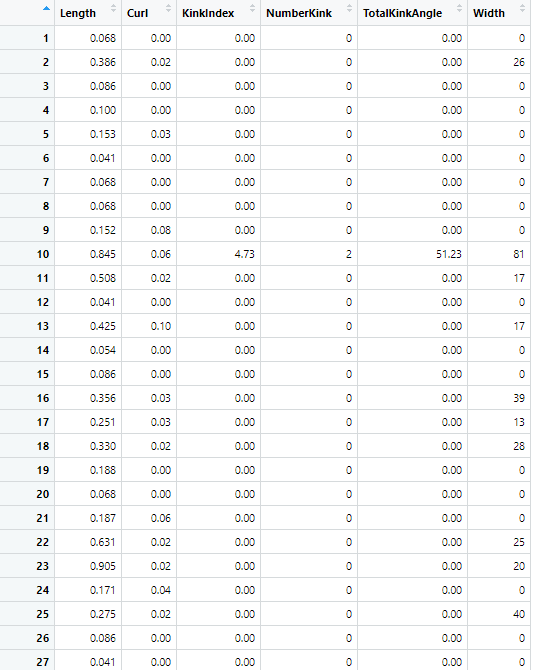 Length Curl KinkIndex NumberKink TotalKinkAngle Width
1 0.068 0.00 0.00 0 0.00 0
2 0.386 0.02 0.00 0 0.00 26
3 0.086 0.00 0.00 0 0.00 0
4 0.100 0.00 0.00 0 0.00 0
5 0.153 0.03 0.00 0 0.00 0
6 0.041 0.00 0.00 0 0.00 0
7 0.068 0.00 0.00 0 0.00 0
8 0.068 0.00 0.00 0 0.00 0
9 0.152 0.08 0.00 0 0.00 0
10 0.845 0.06 4.73 2 51.23 81
11 0.508 0.02 0.00 0 0.00 17
12 0.041 0.00 0.00 0 0.00 0
13 0.425 0.10 0.00 0 0.00 17
14 0.054 0.00 0.00 0 0.00 0
15 0.086 0.00 0.00 0 0.00 0
16 0.356 0.03 0.00 0 0.00 39
17 0.251 0.03 0.00 0 0.00 13
18 0.330 0.02 0.00 0 0.00 28
19 0.188 0.00 0.00 0 0.00 0
20 0.068 0.00 0.00 0 0.00 0
21 0.187 0.06 0.00 0 0.00 0
22 0.631 0.02 0.00 0 0.00 25
23 0.905 0.02 0.00 0 0.00 20
24 0.171 0.04 0.00 0 0.00 0
25 0.275 0.02 0.00 0 0.00 40
26 0.086 0.00 0.00 0 0.00 0
27 0.041 0.00 0.00 0 0.00 0